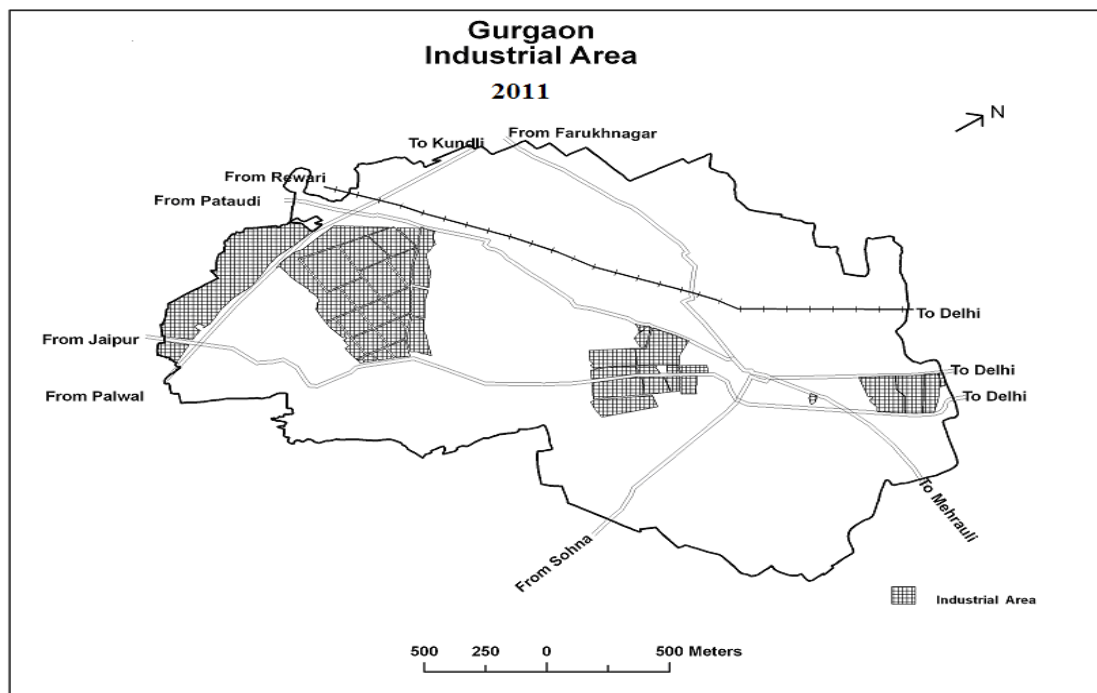 Gurgaon
Industrial Area
2011
N
To Kundli
From Farukhnagar
From Rewari
From Pataudi
From Jaipur
From Palwal
To Delhi
To Delhi
To Delhi
To Mehrauli
From Sohna
Industrial Area
500 250 0 500 Meters